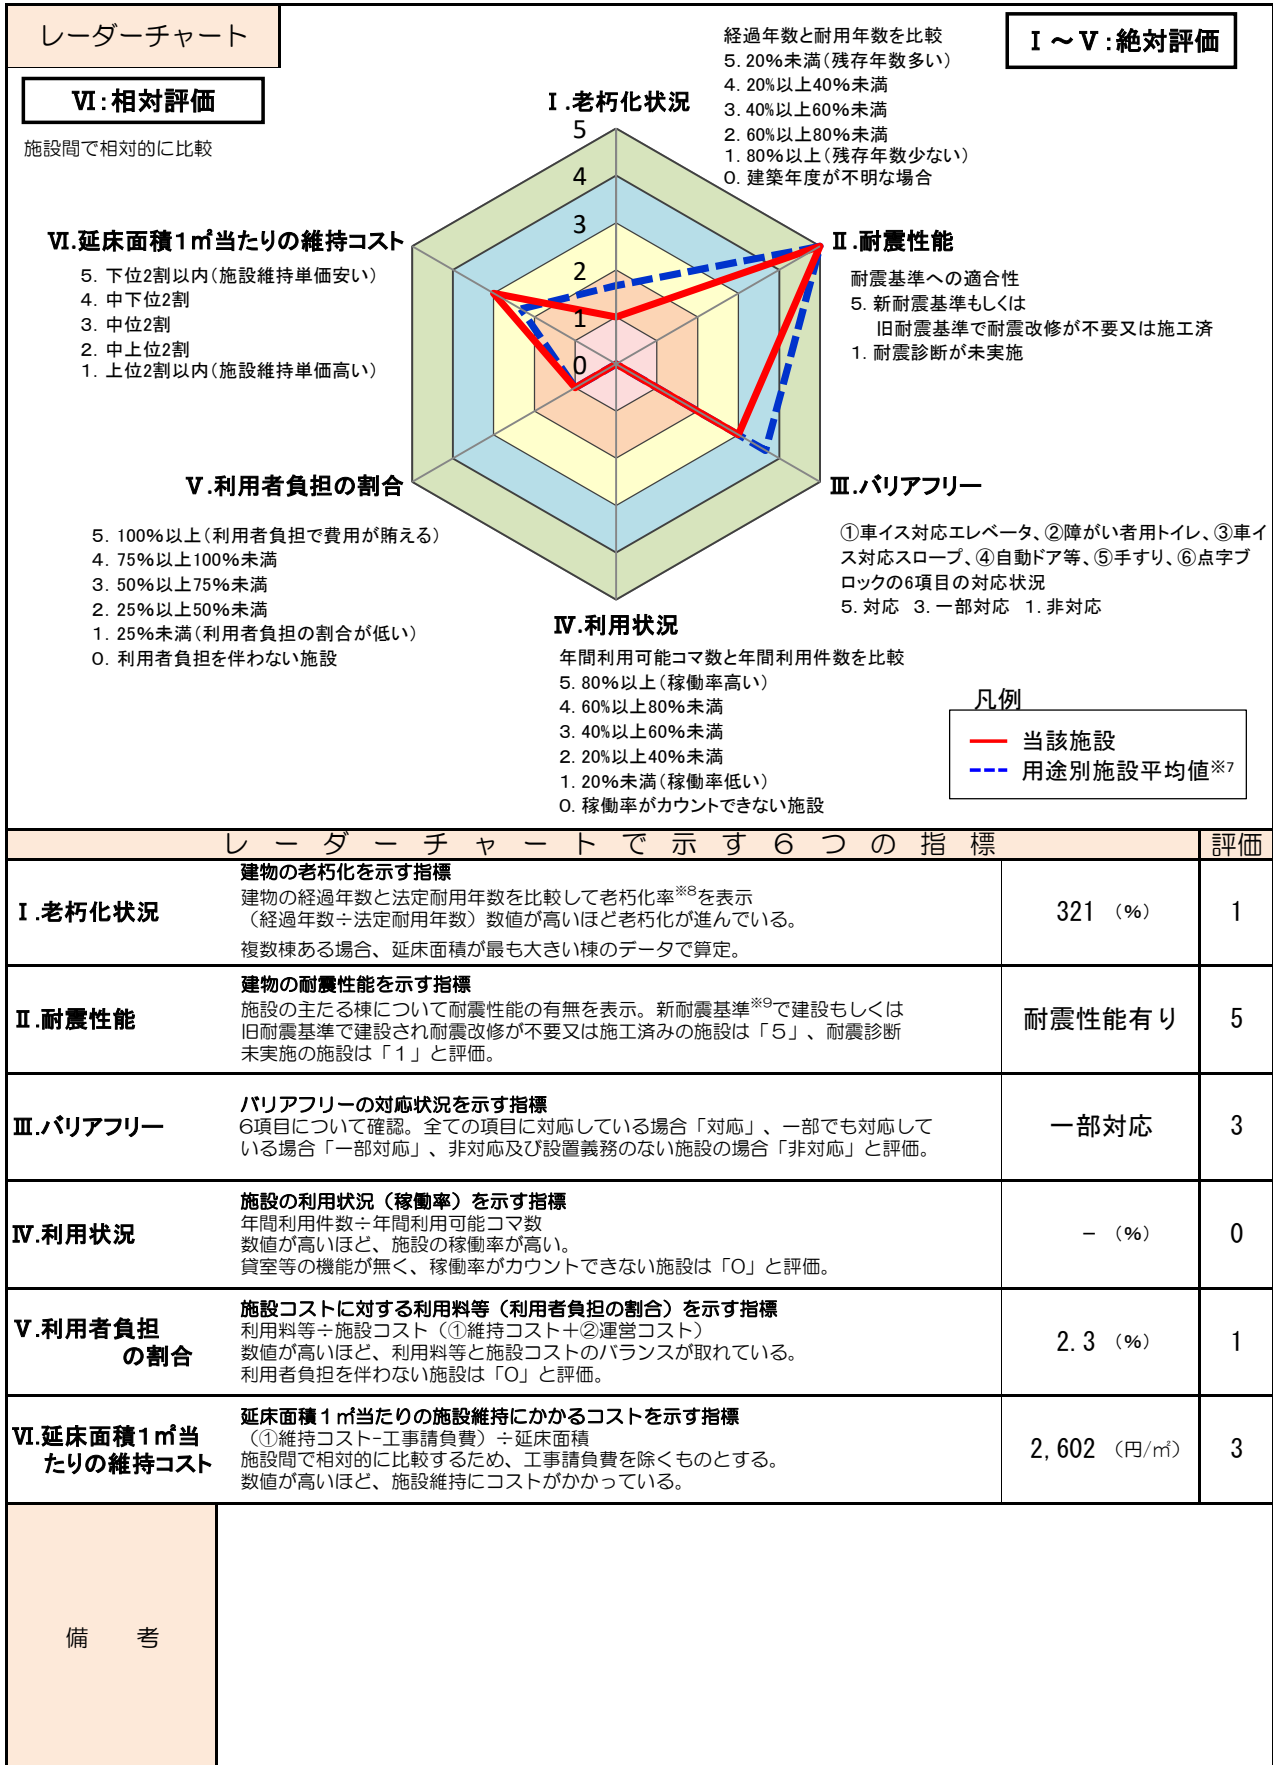 レーダーチャート
Ⅰ～Ⅴ:絶対評価
Ⅵ:相対評価
施設間で相対的に比較
Ⅰ.老朽化状況
経過年数と耐用年数を比較
5. 20%未満(残存年数多い)
4. 20%以上40%未満
3. 40%以上60%未満
2. 60%以上80%未満
1. 80%以上(残存年数少ない)
0. 建築年度が不明な場合
5
4
3
2
1
0
Ⅱ.耐震性能
耐震基準への適合性
5. 新耐震基準もしくは
旧耐震基準で耐震改修が不要又は施工済
1. 耐震診断が未実施
Ⅵ.延床面積1㎡当たりの維持コスト
5. 下位2割以内(施設維持単価安い)
4. 中下位2割
3. 中位2割
2. 中上位2割
1. 上位2割以内(施設維持単価高い)
Ⅴ.利用者負担の割合
5. 100%以上(利用者負担で費用が賄える)
4. 75%以上100%未満
3. 50%以上75%未満
2. 25%以上50%未満
1. 25%未満(利用者負担の割合が低い)
0. 利用者負担を伴わない施設
Ⅲ.バリアフリー
①車イス対応エレベータ、②障がい者用トイレ、③車イ
ス対応スロープ、④自動ドア等、⑤手すり、⑥点字ブ
ロックの6項目の対応状況
5. 対応 3. 一部対応 1. 非対応
Ⅳ.利用状況
年間利用可能コマ数と年間利用件数を比較
5. 80%以上(稼働率高い)
4. 60%以上80%未満
3. 40%以上60%未満
2. 20%以上40%未満
1. 20%未満(稼働率低い)
0. 稼働率がカウントできない施設
凡例
当該施設
用途別施設平均値※7
レーダーチャートで示す6つの指標 評価
Ⅰ.老朽化状況
建物の老朽化を示す指標
建物の経過年数と法定耐用年数を比較して老朽化率※8を表示
(経過年数÷法定耐用年数)数値が高いほど老朽化が進んでいる。
複数棟ある場合、延床面積が最も大きい棟のデータで算定。
321 (%) 1
Ⅱ.耐震性能
建物の耐震性能を示す指標
施設の主たる棟について耐震性能の有無を表示。新耐震基準※9で建設もしくは
旧耐震基準で建設され耐震改修が不要又は施工済みの施設は「5」、耐震診断
未実施の施設は「1」と評価。
耐震性能有り 5
Ⅲ.バリアフリー
バリアフリーの対応状況を示す指標
6項目について確認。全ての項目に対応している場合「対応」、一部でも対応して
いる場合「一部対応」、非対応及び設置義務のない施設の場合「非対応」と評価。
一部対応 3
Ⅳ.利用状況
施設の利用状況(稼働率)を示す指標
年間利用件数÷年間利用可能コマ数
数値が高いほど、施設の稼働率が高い。
貸室等の機能が無く、稼働率がカウントできない施設は「0」と評価。
- (%) 0
Ⅴ.利用者負担
の割合
施設コストに対する利用料等(利用者負担の割合)を示す指標
利用料等÷施設コスト(①維持コスト+②運営コスト)
数値が高いほど、利用料等と施設コストのバランスが取れている。
利用者負担を伴わない施設は「0」と評価。
2.3 (%) 1
Ⅵ.延床面積1㎡当
たりの維持コスト
延床面積1㎡当たりの施設維持にかかるコストを示す指標
(①維持コスト-工事請負費)÷延床面積
施設間で相対的に比較するため、工事請負費を除くものとする。
数値が高いほど、施設維持にコストがかかっている。
2,602 (円/㎡) 3
備 考